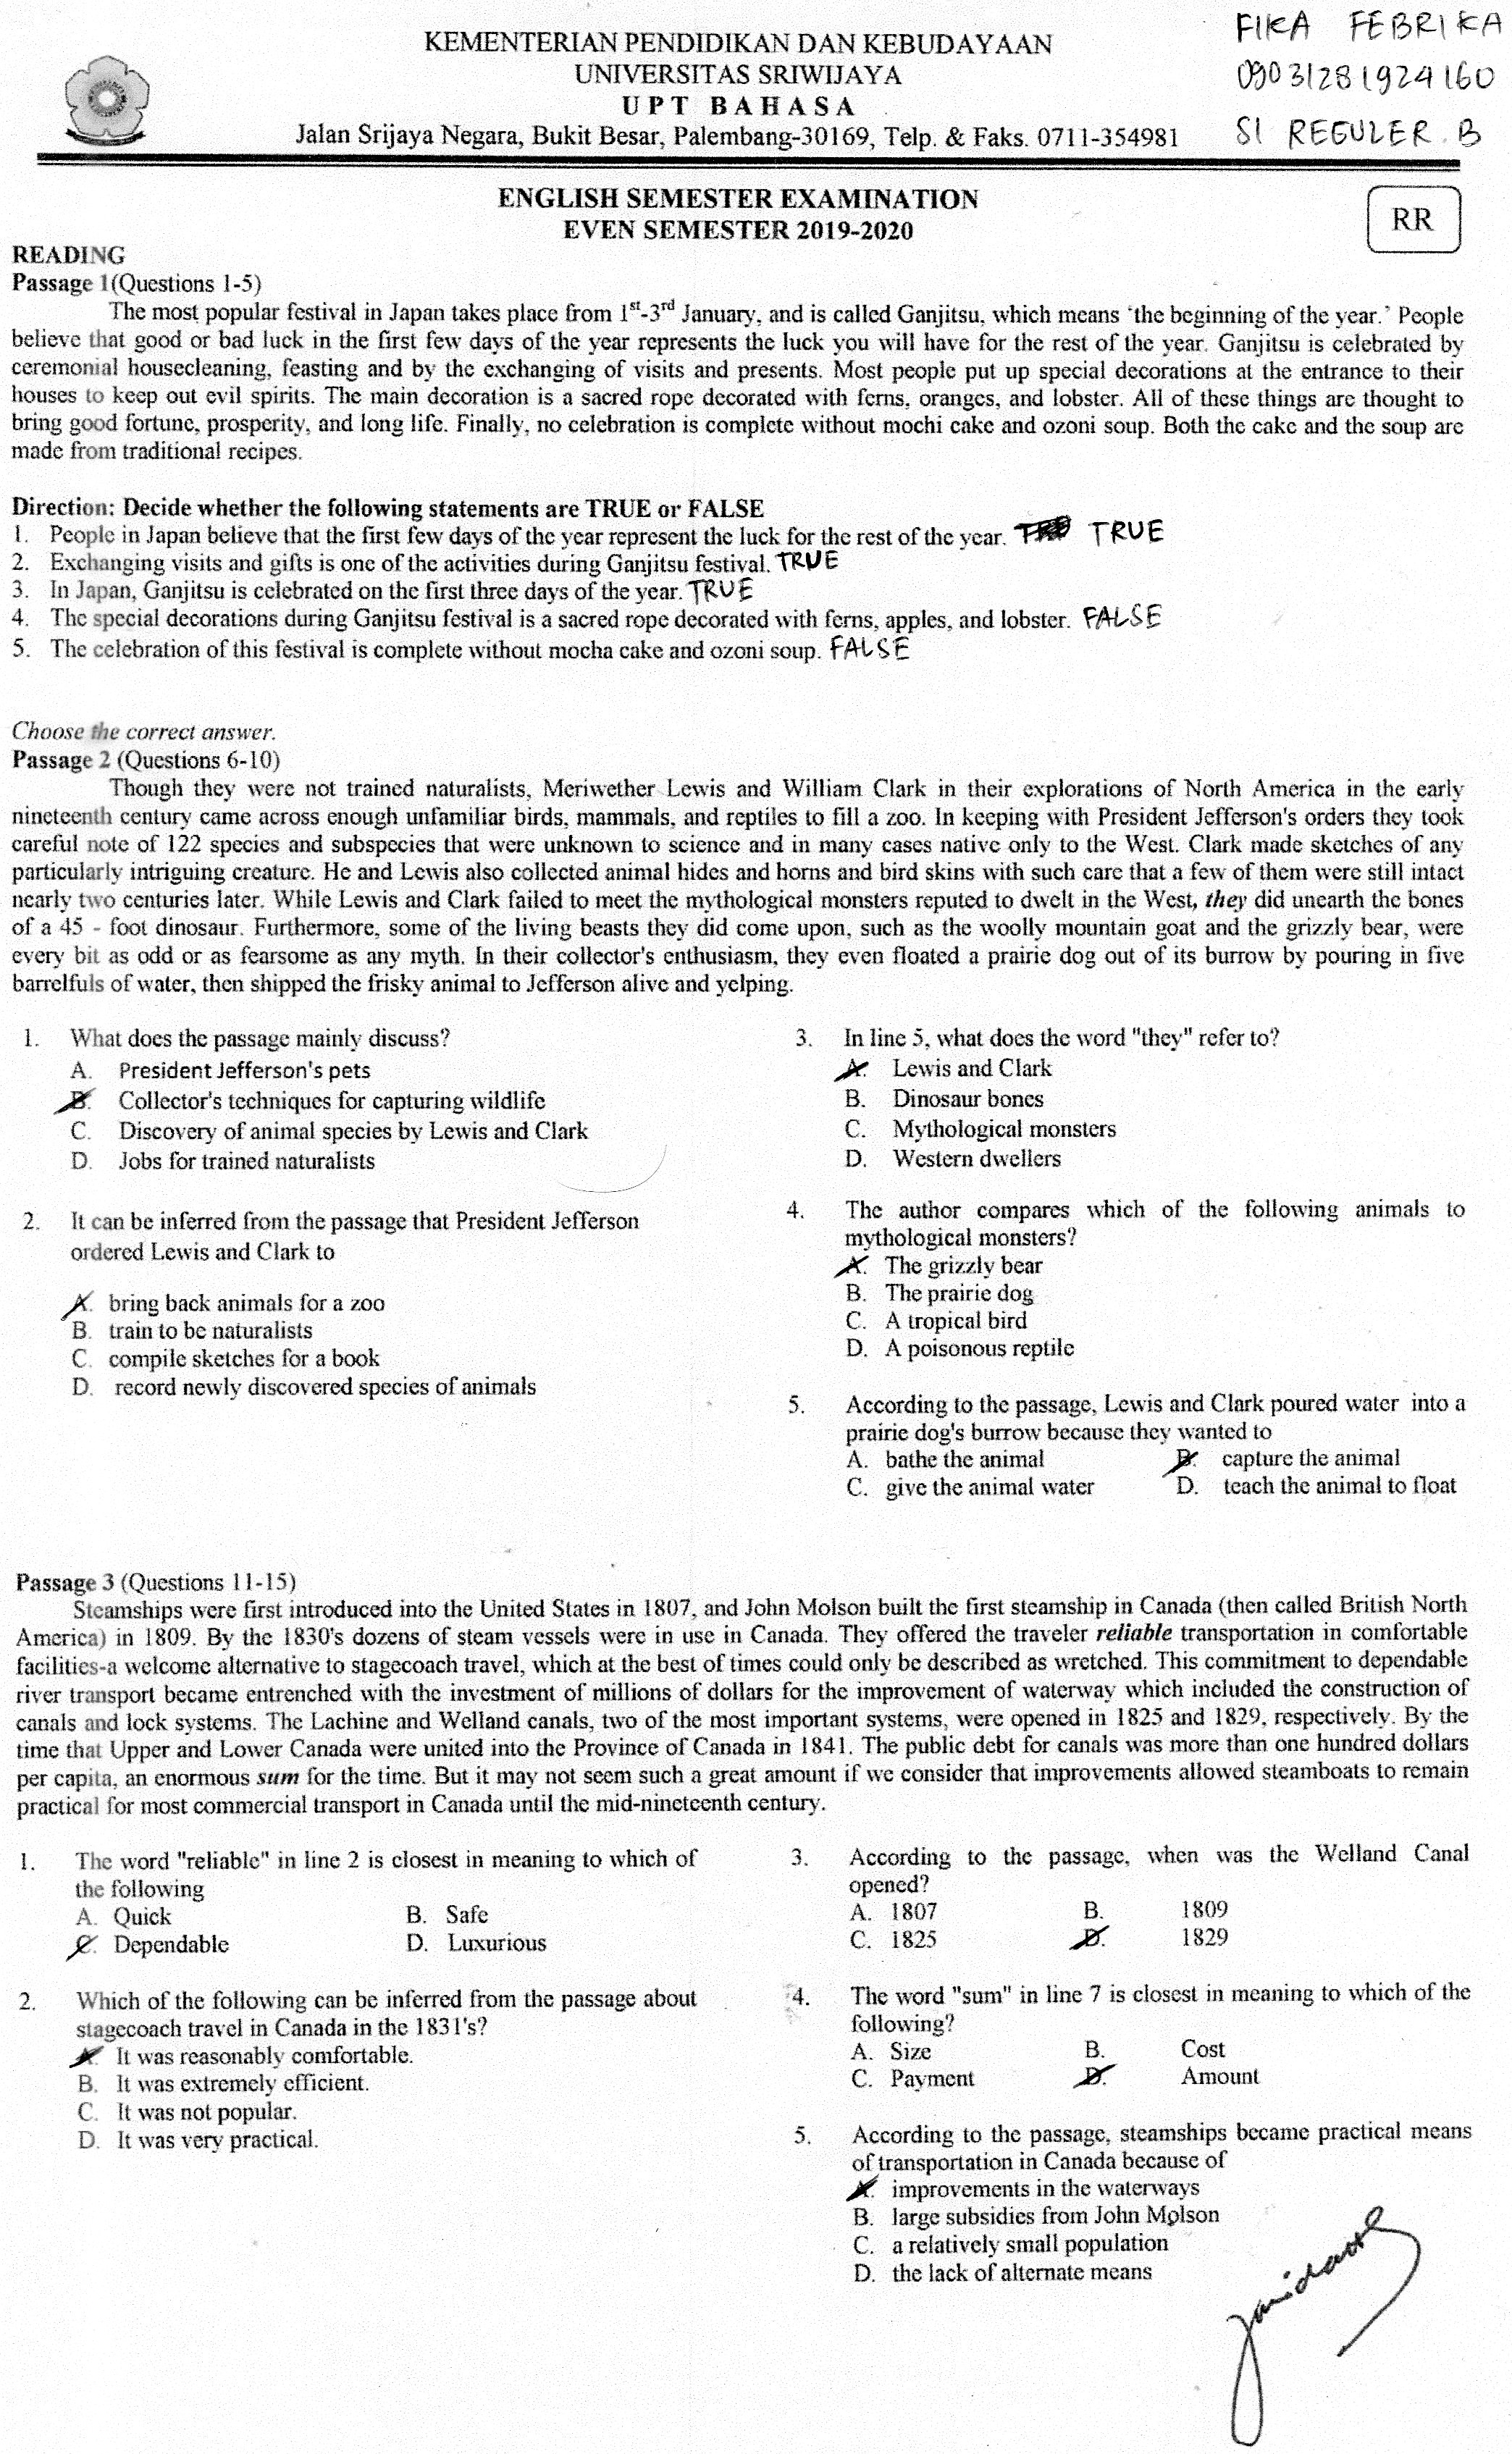 KEMENTERIAN PENDIDIKAN DAN KEBUDAYAAN
UNIVERSITAS SRIWIJAYA
UPT BAHASA
Jalan Srijaya Negara, Bukit Besar, Palembang-30169, Telp. & Faks. 0711-354981
FIKA FEBRIKA
09031281924160
SI REGULER B
ENGLISH SEMESTER EXAMINATION
EVEN SEMESTER 2019-2020
RR
READING
Passage 1(Questions 1-5)
The most popular festival in Japan takes place from 1st-3rd January, and is called Ganjitsu, which means 'the beginning of the year.' People
believe that good or bad luck in the first few days of the year represents the luck you will have for the rest of the year. Ganjitsu is celebrated by
ceremonial housecleaning, feasting and by the exchanging of visits and presents. Most people put up special decorations at the entrance to their
houses to keep out evil spirits. The main decoration is a sacred rope decorated with ferns, oranges, and lobster. All of these things are thought to
bring good fortune, prosperity, and long life. Finally, no celebration is complete without mochi cake and ozoni soup. Both the cake and the soup are
made from traditional recipes.
Direction: Decide whether the following statements are TRUE or FALSE
1. People in Japan believe that the first few days of the year represent the luck for the rest of the year. TRUE
2. Exchanging visits and gifts is one of the activities during Ganjitsu festival. TRUE
3. In Japan, Ganjitsu is celebrated on the first three days of the year. TRUE
4. The special decorations during Ganjitsu festival is a sacred rope decorated with ferns, apples, and lobster. FALSE
5. The celebration of this festival is complete without mocha cake and ozoni soup. FALSE
Choose the correct answer.
Passage 2 (Questions 6-10)
Though they were not trained naturalists, Meriwether Lewis and William Clark in their explorations of North America in the early
nineteenth century came across enough unfamiliar birds, mammals, and reptiles to fill a zoo. In keeping with President Jefferson's orders they took
careful note of 122 species and subspecies that were unknown to science and in many cases native only to the West. Clark made sketches of any
particularly intriguing creature. He and Lewis also collected animal hides and horns and bird skins with such care that a few of them were still intact
nearly two centuries later. While Lewis and Clark failed to meet the mythological monsters reputed to dwelt in the West, they did unearth the bones
of a 45 - foot dinosaur. Furthermore, some of the living beasts they did come upon, such as the woolly mountain goat and the grizzly bear, were
every bit as odd or as fearsome as any myth. In their collector's enthusiasm, they even floated a prairie dog out of its burrow by pouring in five
barrelfuls of water, then shipped the frisky animal to Jefferson alive and yelping.
1. What does the passage mainly discuss?
A. President Jefferson's pets
B. Collector's techniques for capturing wildlife
C. Discovery of animal species by Lewis and Clark
D. Jobs for trained naturalists
2. It can be inferred from the passage that President Jefferson
ordered Lewis and Clark to
A. bring back animals for a zoo
B. train to be naturalists
C. compile sketches for a book
D. record newly discovered species of animals
3. In line 5, what does the word "they" refer to?
A. Lewis and Clark
B. Dinosaur bones
C. Mythological monsters
D. Western dwellers
4. The author compares which of the following animals to
mythological monsters?
A. The grizzly bear
B. The prairie dog
C. A tropical bird
D. A poisonous reptile
5. According to the passage, Lewis and Clark poured water into a
prairie dog's burrow because they wanted to
A. bathe the animal B. capture the animal
C. give the animal water D. teach the animal to float
Passage 3 (Questions 11-15)
Steamships were first introduced into the United States in 1807, and John Molson built the first steamship in Canada (then called British North
America) in 1809. By the 1830's dozens of steam vessels were in use in Canada. They offered the traveler reliable transportation in comfortable
facilities-a welcome alternative to stagecoach travel, which at the best of times could only be described as wretched. This commitment to dependable
river transport became entrenched with the investment of millions of dollars for the improvement of waterway which included the construction of
canals and lock systems. The Lachine and Welland canals, two of the most important systems, were opened in 1825 and 1829, respectively. By the
time that Upper and Lower Canada were united into the Province of Canada in 1841. The public debt for canals was more than one hundred dollars
per capita, an enormous sum for the time. But it may not seem such a great amount if we consider that improvements allowed steamboats to remain
practical for most commercial transport in Canada until the mid-nineteenth century.
1. The word "reliable" in line 2 is closest in meaning to which of
the following
A. Quick B. Safe
C. Dependable D. Luxurious
2. Which of the following can be inferred from the passage about
stagecoach travel in Canada in the 1831's?
A. It was reasonably comfortable.
B. It was extremely efficient.
C. It was not popular.
D. It was very practical.
3. According to the passage, when was the Welland Canal
opened?
A. 1807 B. 1809
C. 1825 D. 1829
4. The word "sum" in line 7 is closest in meaning to which of the
following?
A. Size B. Cost
C. Payment D. Amount
5. According to the passage, steamships became practical means
of transportation in Canada because of
A. improvements in the waterways
B. large subsidies from John Molson
C. a relatively small population
D. the lack of alternate means